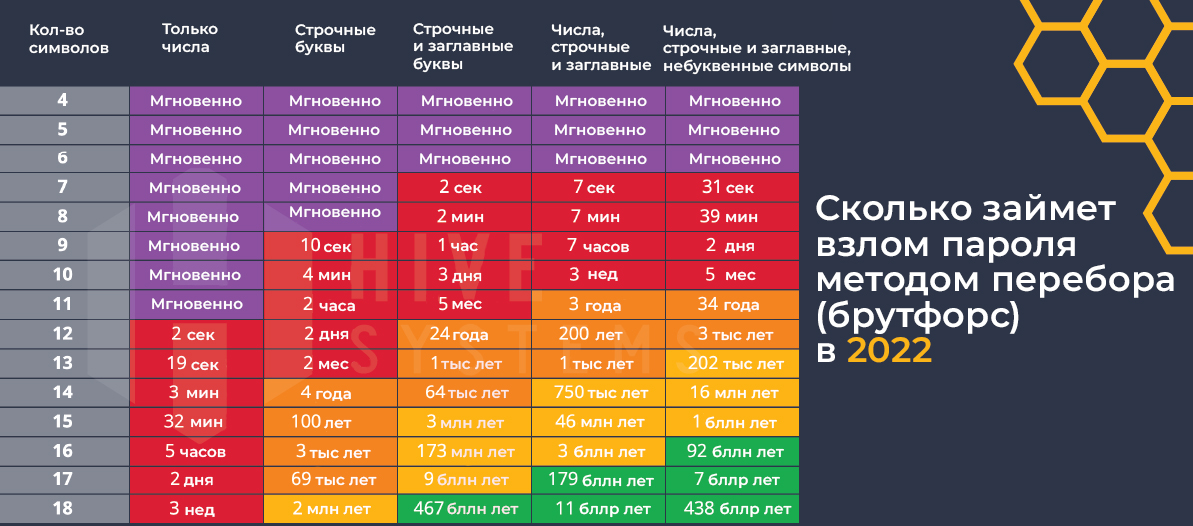 Кол-во
символов
Только
числа
Строчные
буквы
Строчные
и заглавные
буквы
Числа,
строчные
и заглавные
Числа,
строчные и заглавные,
небуквенные символы
4 Мгновенно Мгновенно Мгновенно Мгновенно Мгновенно
5 Мгновенно Мгновенно Мгновенно Мгновенно Мгновенно
6 Мгновенно Мгновенно Мгновенно Мгновенно Мгновенно
7 Мгновенно Мгновенно 2 сек 7 сек 31 сек
8 Мгновенно Мгновенно 2 мин 7 мин 39 мин
9 Мгновенно 10 сек 1 час 7 часов 2 дня
10 Мгновенно 4 мин 3 дня 3 нед 5 мес
11 Мгновенно 2 часа 5 мес 3 года 34 года
12 2 сек 2 дня 24 года 200 лет 3 тыс лет
13 19 сек 2 мес 1 тыс лет 1 тыс лет 202 тыс лет
14 3 мин 4 года 64 тыс лет 750 тыс лет 16 млн лет
15 32 мин 100 лет 3 млн лет 46 млн лет 1 блн лет
16 5 часов 3 тыс лет 173 млн лет 3 блн лет 92 блн лет
17 2 дня 69 тыс лет 9 блн лет 179 блн лет 7 бллр лет
18 3 нед 2 млн лет 467 блн лет 11 бллр лет 438 бллр лет
HIVE
SYSTEMS
Сколько займет
взлом пароля
методом перебора
(брутфорс)
в 2022